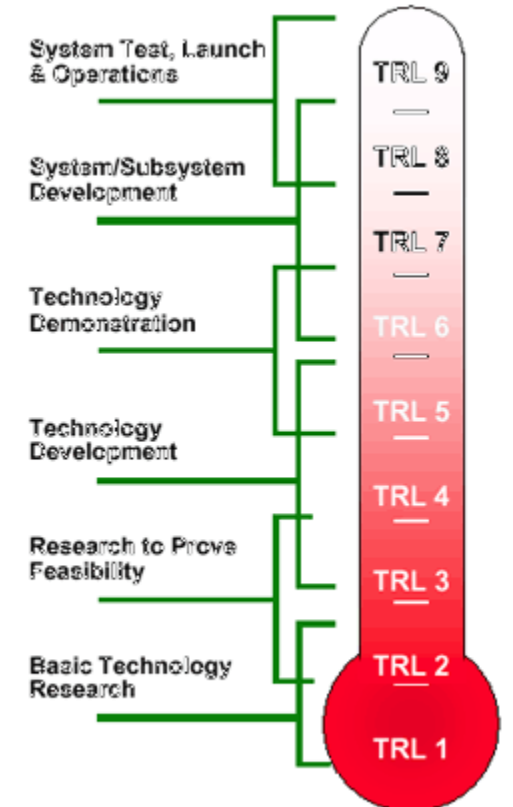 System Test, Launch
& Operations
System/Subsystem
Development
Technology
Demonstration
Technology
Development
Research to Prove
Feasibility
Basic Technology
Research
TRL 9
TRL 8
TRL 7
TRL 6
TRL 5
TRL 4
TRL 3
TRL 2
TRL 1